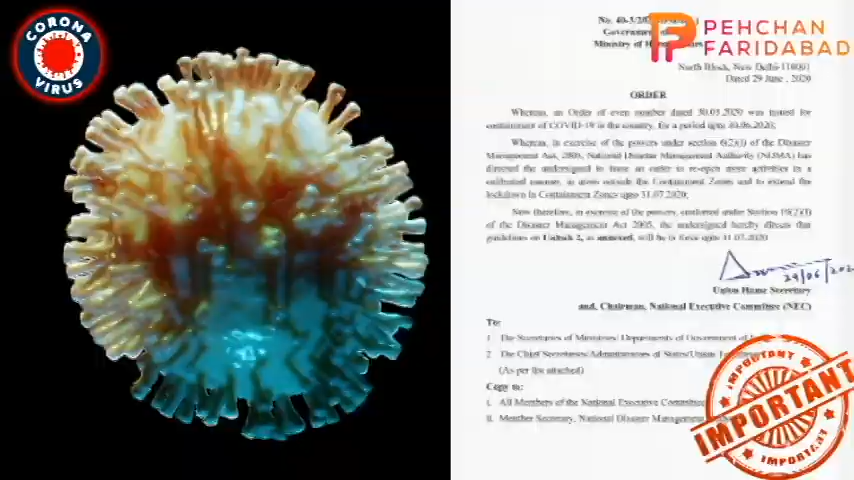 CORONA
VIRUS
No. 40-3/20
PEHCHAN
FARIDABAD
Government of
Ministry of
North Block, New Delhi-110001
Dated 29 June, 2020
ORDER
Whereas, an Order of even number dated 30.05.2020 was issued for
containment of COVID-19 in the country, for a period upto 30.06.2020;
Whereas, in exercise of the powers under section 6(2)(i) of the Disaster
Management Act, 2005, National Disaster Management Authority (NDMA) has
directed the undersigned to issue an order to re-open more activities in a
calibrated manner, in areas outside the Containment Zones and to extend the
lockdown in Containment Zones upto 31.07.2020;
Now therefore, in exercise of the powers, conferred under Section 10(2)(l)
of the Disaster Management Act 2005, the undersigned hereby directs that
guidelines on Unlock 2, as annexed, will be in force upto 31.07.2020
29/06/202
Union Home Secretary
and, Chairman, National Executive Committee (NEC)
To:
1. The Secretaries of Ministries/ Departments of Government of
2. The Chief Secretaries/Administrators of States/Union
(As per list attached)
Copy to:
i. All Members of the National Executive Committee
ii. Member Secretary, National Disaster Management
IMPORTANT
IMPORTANT
IMPORTANT